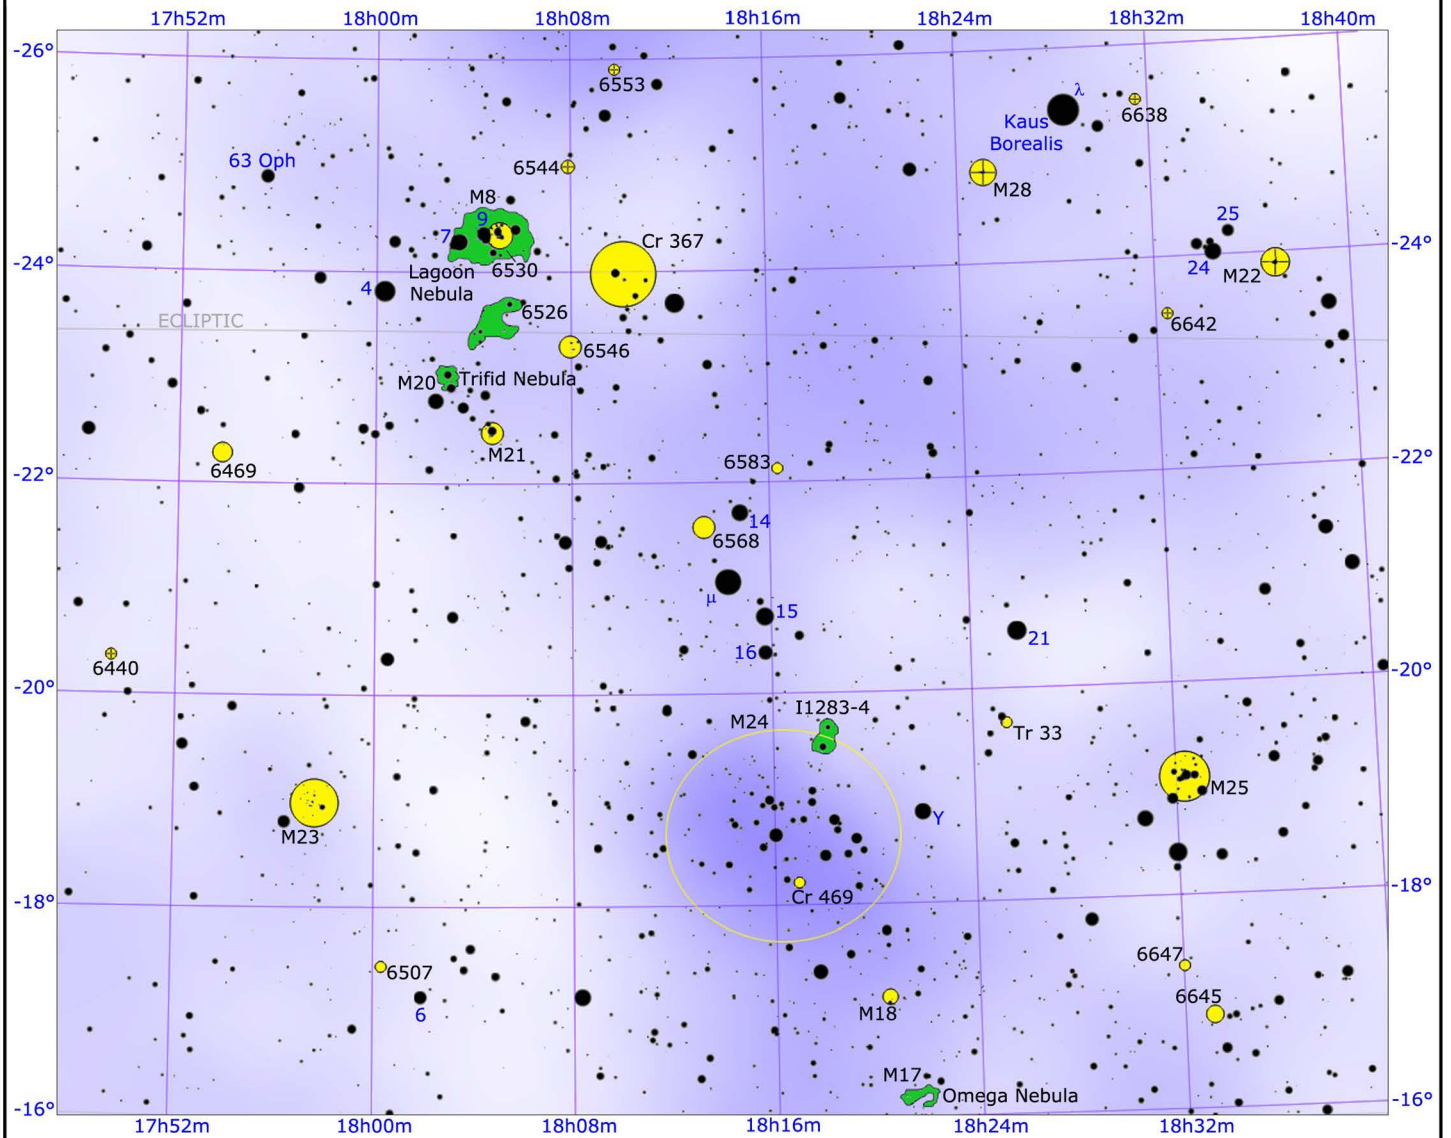 17h52m 18h00m 18h08m 18h16m 18h24m 18h32m 18h40m
-26°
6553
λ
Kaus
Borealis
6638
63 Oph
6544
M28
M8
9
7
6530
Cr 367
25
24
M22
-24°
-24°
Lagoon
Nebula
4
6526
ECLIPTIC
6642
6546
M20
Trifid Nebula
M21
6469
6583
-22°
-22°
14
6568
μ
15
16
21
6440
-20°
-20°
M24
I1283-4
Tr 33
M25
M23
Y
Cr 469
-18°
-18°
6507
6
6647
6645
M18
M17
Omega Nebula
-16°
-16°
17h52m 18h00m 18h08m 18h16m 18h24m 18h32m